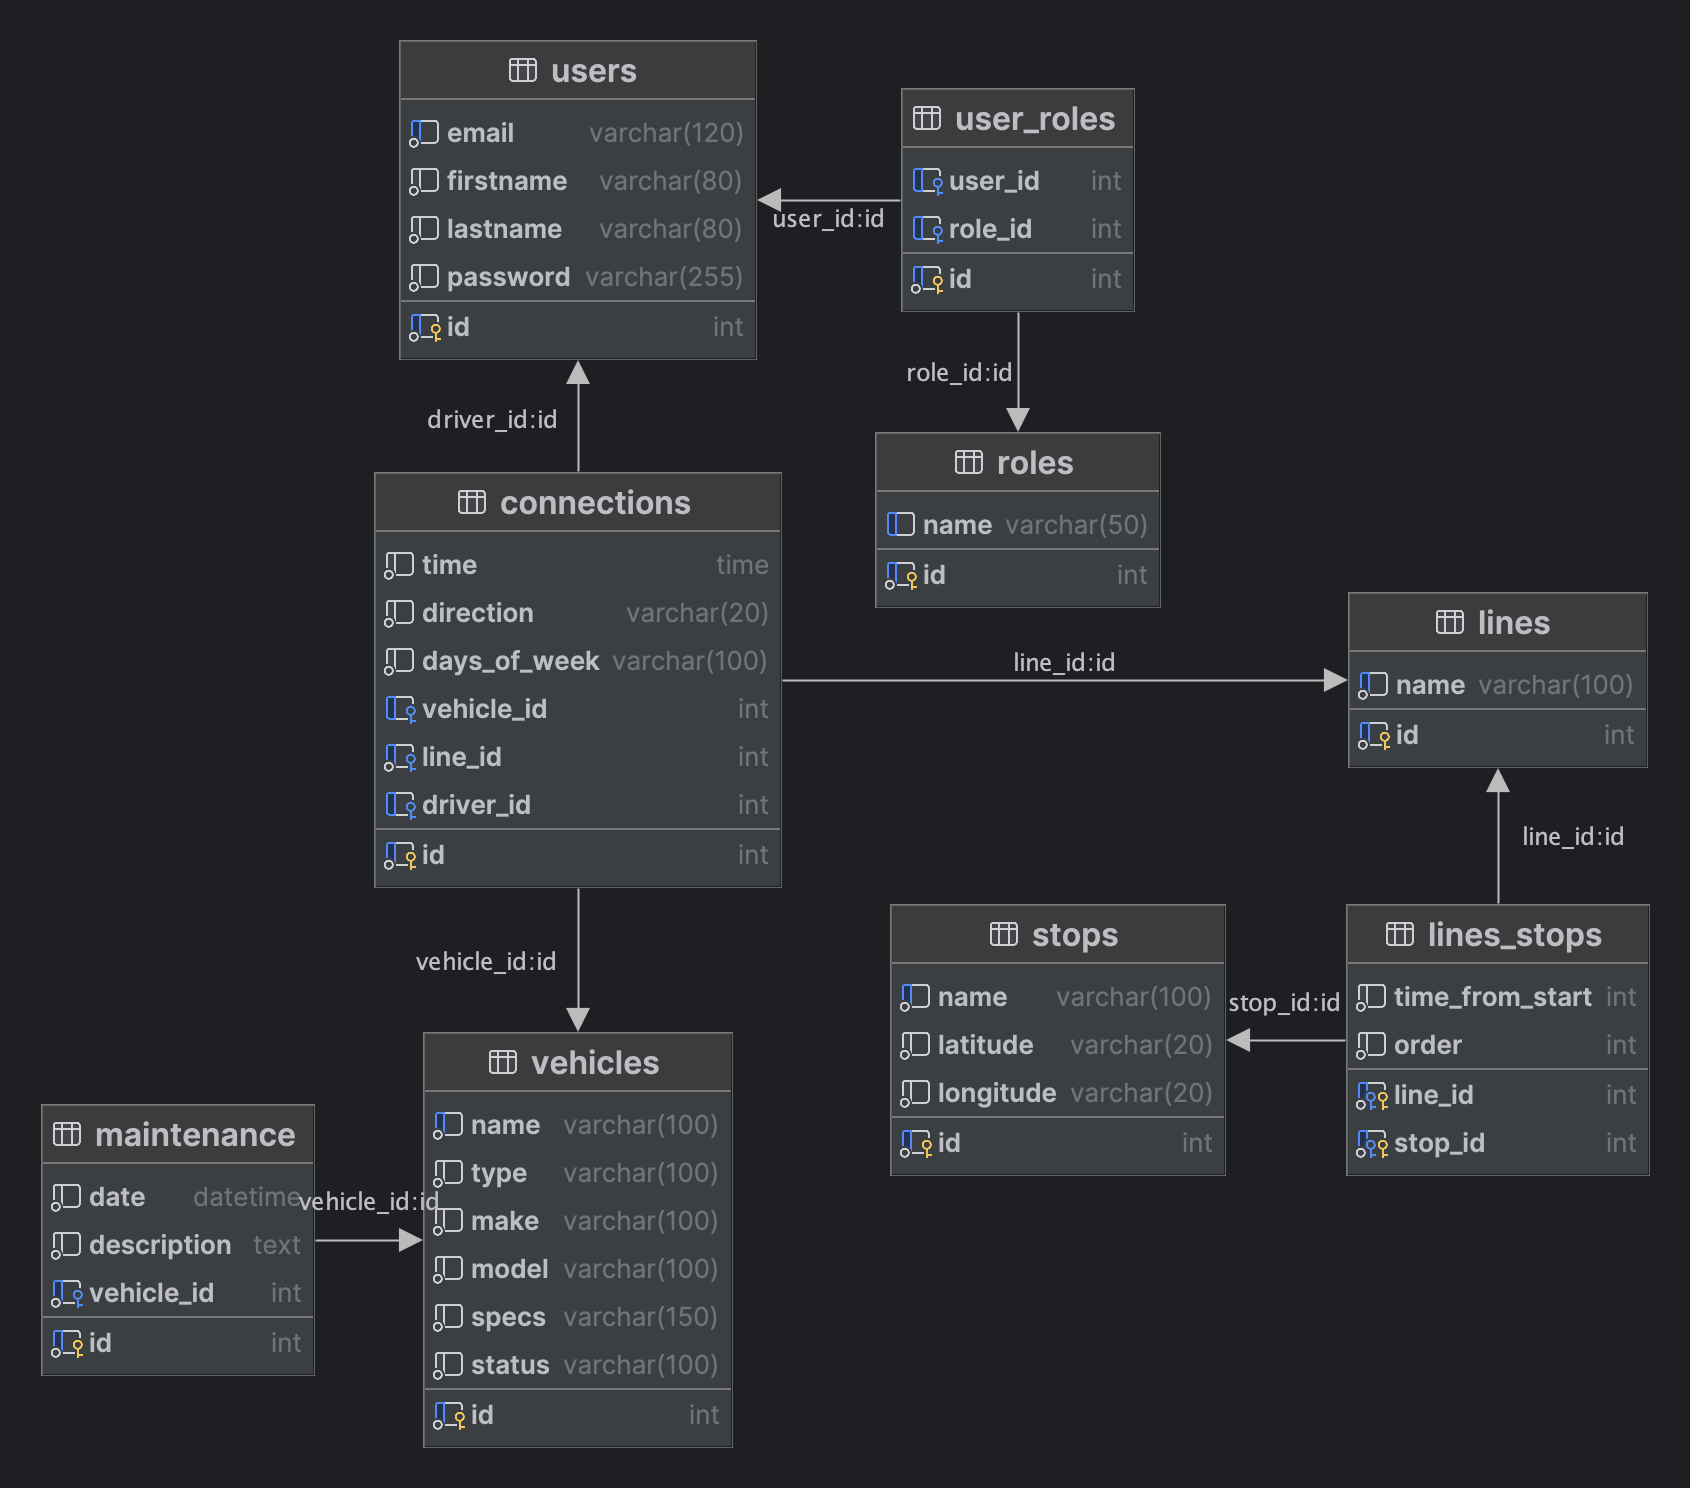 users
email varchar(120)
firstname varchar(80)
lastname varchar(80)
password varchar(255)
id int
user_roles
user_id int
role_id int
id int
user_id:id
role_id:id
driver_id:id
roles
name varchar(50)
id int
connections
time time
direction varchar(20)
days_of_week varchar(100)
vehicle_id int
line_id int
driver_id int
id int
line_id:id
lines
name varchar(100)
id int
line_id:id
vehicle_id:id
stops
name varchar(100)
latitude varchar(20)
longitude varchar(20)
id int
stop_id:id
lines_stops
time_from_start int
order int
line_id int
stop_id int
vehicles
name varchar(100)
type varchar(100)
make varchar(100)
model varchar(100)
specs varchar(150)
status varchar(100)
id int
maintenance
date datetime
description text
vehicle_id int
id int
vehicle_id:id